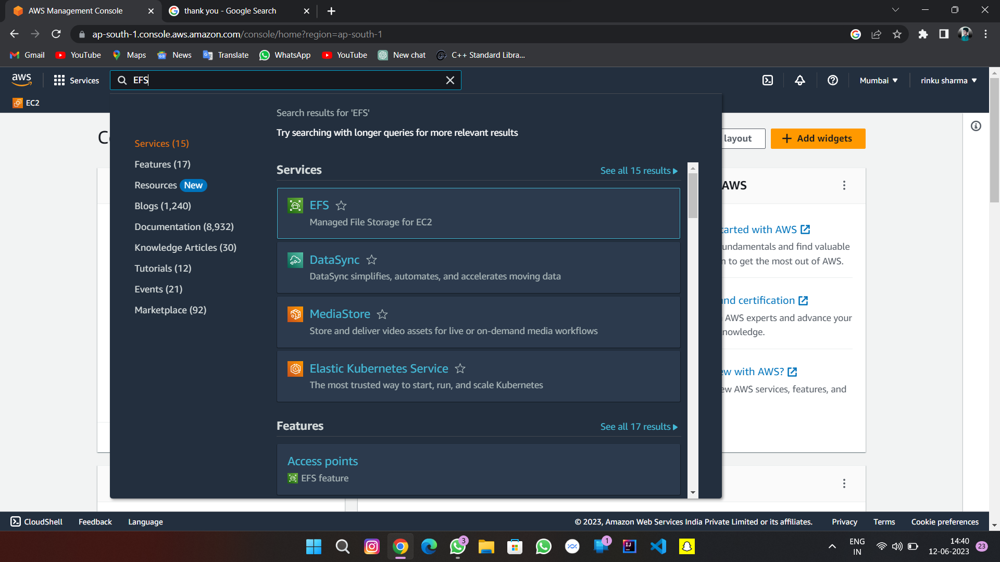 AWS Management Console
thank you - Google Search
ap-south-1.console.aws.amazon.com/console/home?region=ap-south-1
Gmail
YouTube
Maps
News
Translate
WhatsApp
YouTube
New chat
C++ Standard Libra...
aws
Services
EFS
Mumbai
rinku sharma
EC2
Search results for 'EFS'
Try searching with longer queries for more relevant results
layout
Add widgets
Services (15)
Features (17)
Resources New
Blogs (1,240)
Documentation (8,932)
Knowledge Articles (30)
Tutorials (12)
Events (21)
Marketplace (92)
Services
See all 15 results
EFS
Managed File Storage for EC2
DataSync
DataSync simplifies, automates, and accelerates moving data
MediaStore
Store and deliver video assets for live or on-demand media workflows
Elastic Kubernetes Service
The most trusted way to start, run, and scale Kubernetes
Features
See all 17 results
Access points
EFS feature
AWS
tarted with AWS
undamentals and find valuable
n to get the most out of AWS.
nd certification
AWS experts and advance your
nowledge.
ew with AWS?
ew AWS services, features, and
CloudShell
Feedback
Language
© 2023, Amazon Web Services India Private Limited or its affiliates.
Privacy
Terms
Cookie preferences
3
1
IJ
ENG
IN
14:40
12-06-2023
23